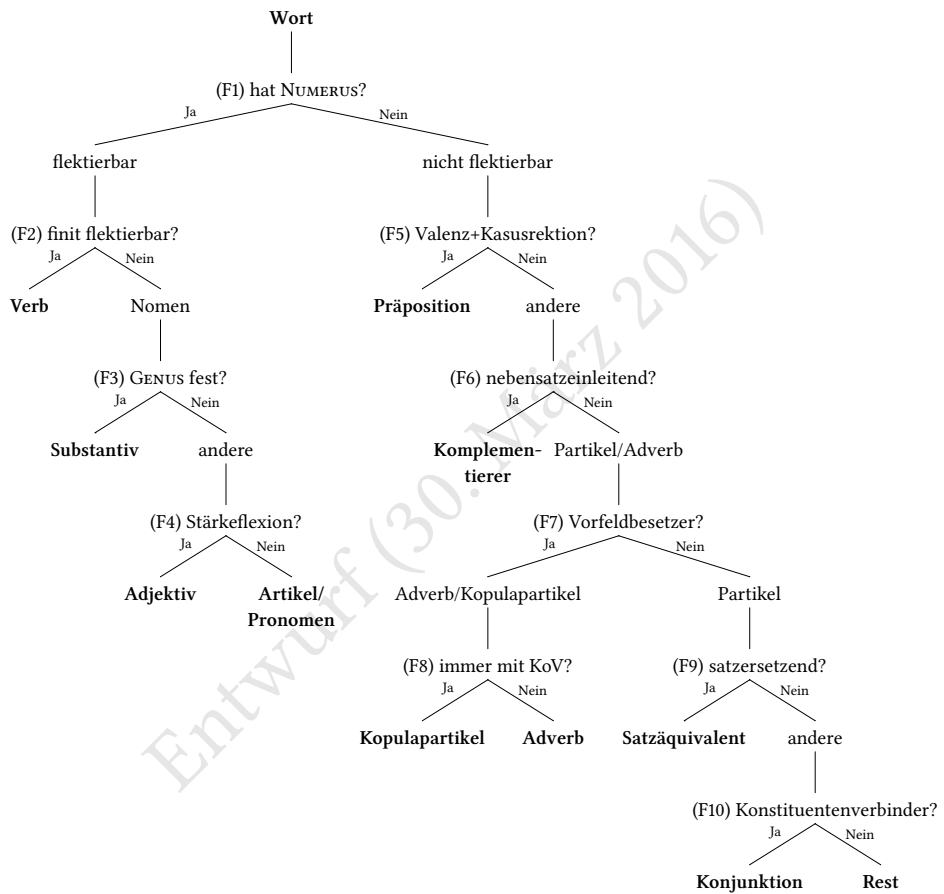 Wort
(F1) hat NUMERUS?
Ja Nein
flektierbar nicht flektierbar
(F2) finit flektierbar? (F5) Valenz+Kasusrektion?
Ja Nein Ja Nein
Verb Nomen Präposition andere
(F3) GENUS fest? (F6) nebensatzeinleitend?
Ja Nein Ja Nein
Substantiv andere Komplemen- Partikel/Adverb
tierer
(F4) Stärkeflexion? (F7) Vorfeldbesetzer?
Ja Nein Ja Nein
Adjektiv Artikel/ Adverb/Kopulapartikel Partikel
Pronomen
(F8) immer mit KoV? (F9) satzersetzend?
Ja Nein Ja Nein
Kopulapartikel Adverb Satzäquivalent andere
(F10) Konstituentenverbinder?
Ja Nein
Konjunktion Rest
Entwurf (30. März 2016)